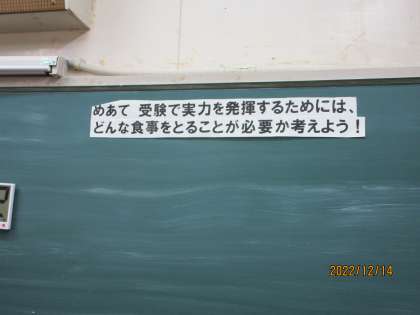 めあて 受験で実力を発揮するためには、
どんな食事をとることが必要か考えよう！
2022/12/14